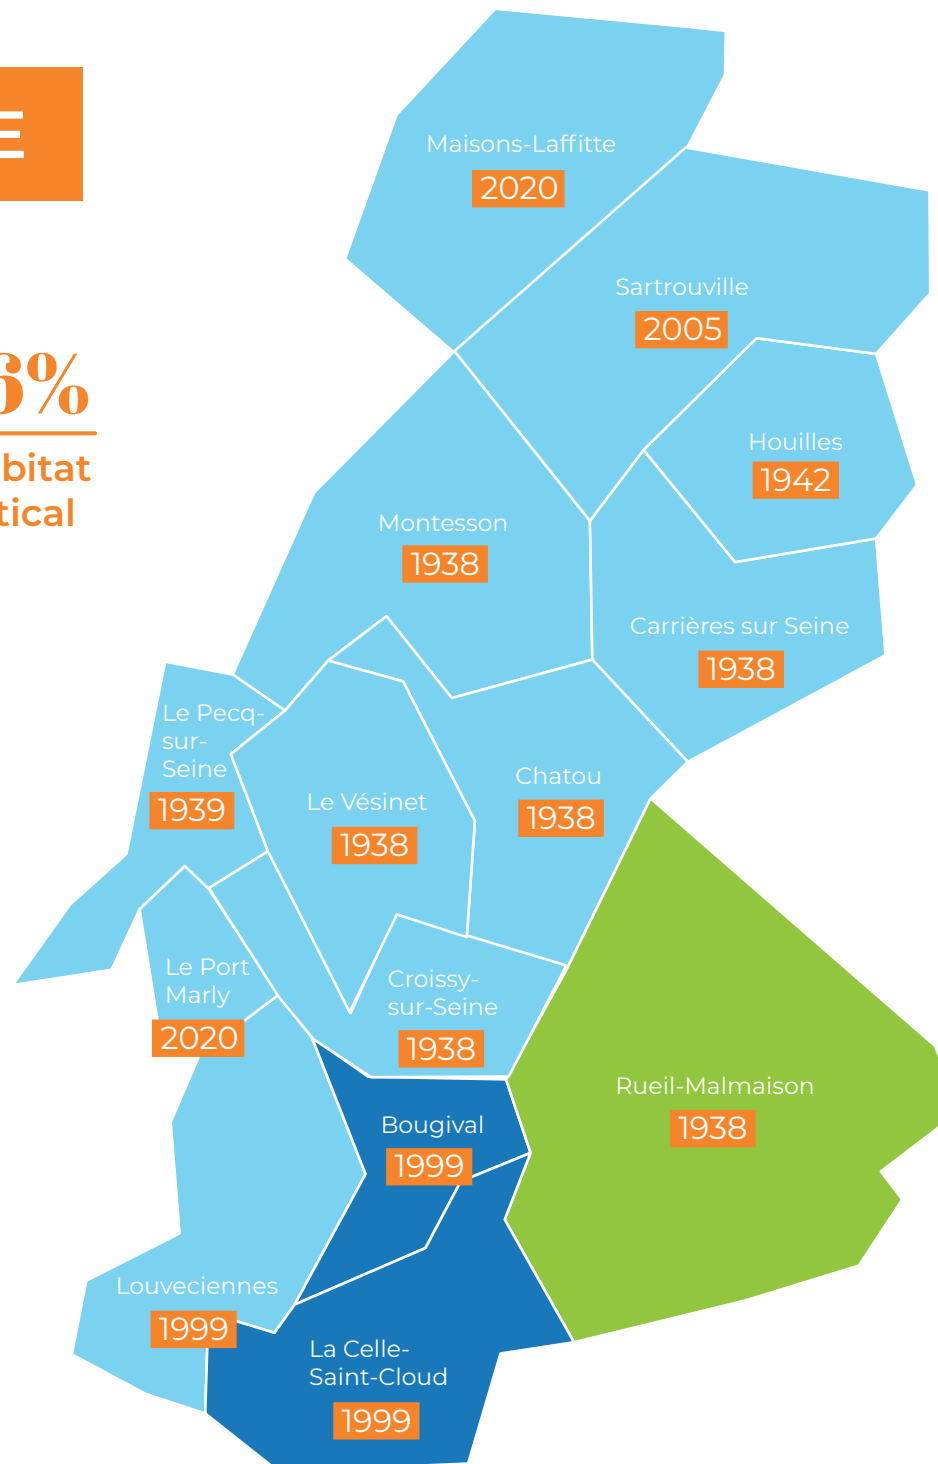 E
6%
bitat
tical
Maisons-Laffitte
2020
Sartrouville
2005
Houilles
1942
Montesson
1938
Carrières sur Seine
1938
Le Pecq-
sur-
Seine
1939
Le Vésinet
1938
Chatou
1938
Le Port
Marly
2020
Croissy-
sur-Seine
1938
Rueil-Malmaison
1938
Bougival
1999
Louveciennes
1999
La Celle-
Saint-Cloud
1999